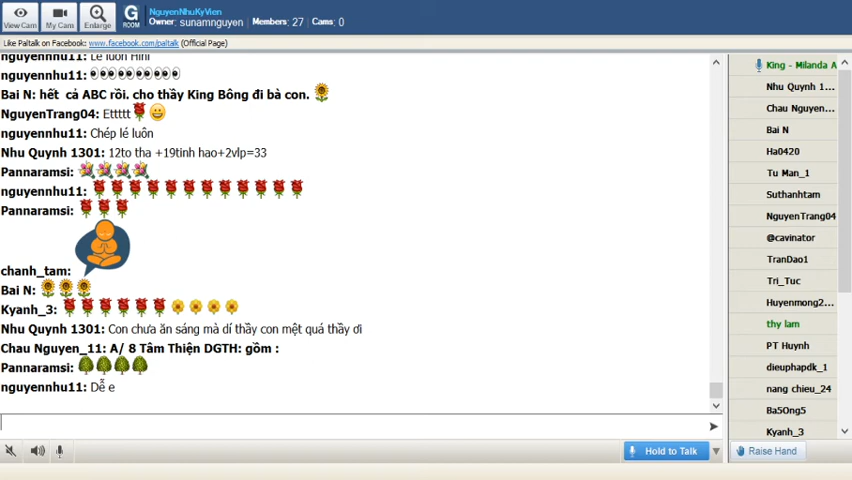 NguyenNhuKyVien
Owner: sunamnguyen Members: 27 Cams: 0
View Cam
My Cam
Enlarge
G
ROOM
Like Paltalk on Facebook: www.facebook.com/paltalk (Official Page)
nguyennhu11: Lé luôn Hihi
nguyennhu11:
Bai N: hết cả ABC rồi. cho thầy King Bông đi bà con.
NguyenTrang04: Ettttt
nguyennhu11: Chép lé luôn
Nhu Quynh 1301: 12to tha +19tinh hao+2vlp=33
Pannaramsi:
nguyennhu11:
Pannaramsi:
chanh_tam:
Bai N:
Kyanh_3:
Nhu Quynh 1301: Con chưa ăn sáng mà dí thầy con mệt quá thầy ơi
Chau Nguyen_11: A/ 8 Tâm Thiện DGTH: gồm :
Pannaramsi:
nguyennhu11: Dễ e
King - Milanda A
Nhu Quynh 1...
Chau Nguyen...
Bai N
Ha0420
Tu Man_1
Suthanhtam
NguyenTrang04
@cavinator
TranDao1
Tri_Tuc
Huyenmong2...
thy lam
PT Huynh
dieuphapdk_1
nang chieu_24
Ba5Ong5
Kyanh_3
Hold to Talk
Raise Hand